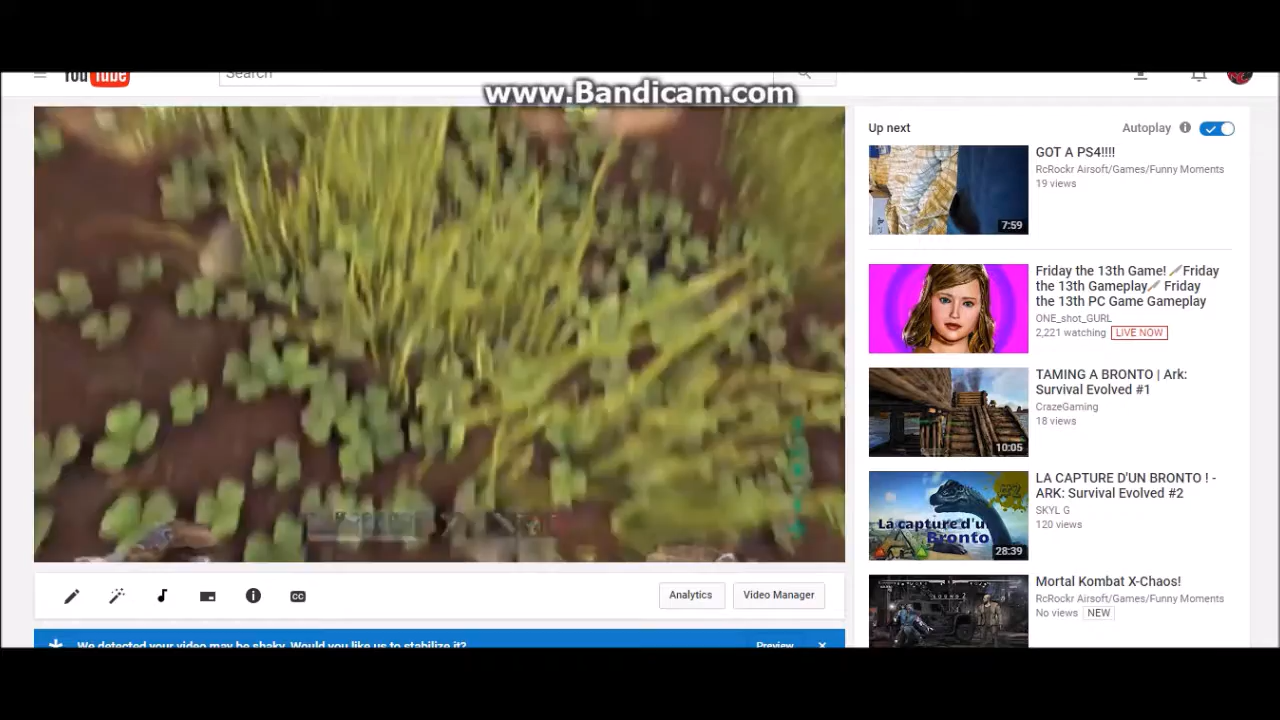 YouTube
Search
www.Bandicam.com
Up next
Autoplay
GOT A PS4!!!!
RcRockr Airsoft/Games/Funny Moments
19 views
7:59
Friday the 13th Game! 🔪Friday
the 13th Gameplay🔪 Friday
the 13th PC Game Gameplay
ONE_shot_GURL
2,221 watching LIVE NOW
TAMING A BRONTO | Ark:
Survival Evolved #1
CrazeGaming
18 views
10:05
LA CAPTURE D'UN BRONTO ! -
ARK: Survival Evolved #2
SKYL G
120 views
La capture d'un
Bronto
28:39
Mortal Kombat X-Chaos!
RcRockr Airsoft/Games/Funny Moments
No views NEW
CC
Analytics
Video Manager
We detected your video may be shaky. Would you like us to stabilize it?
Preview